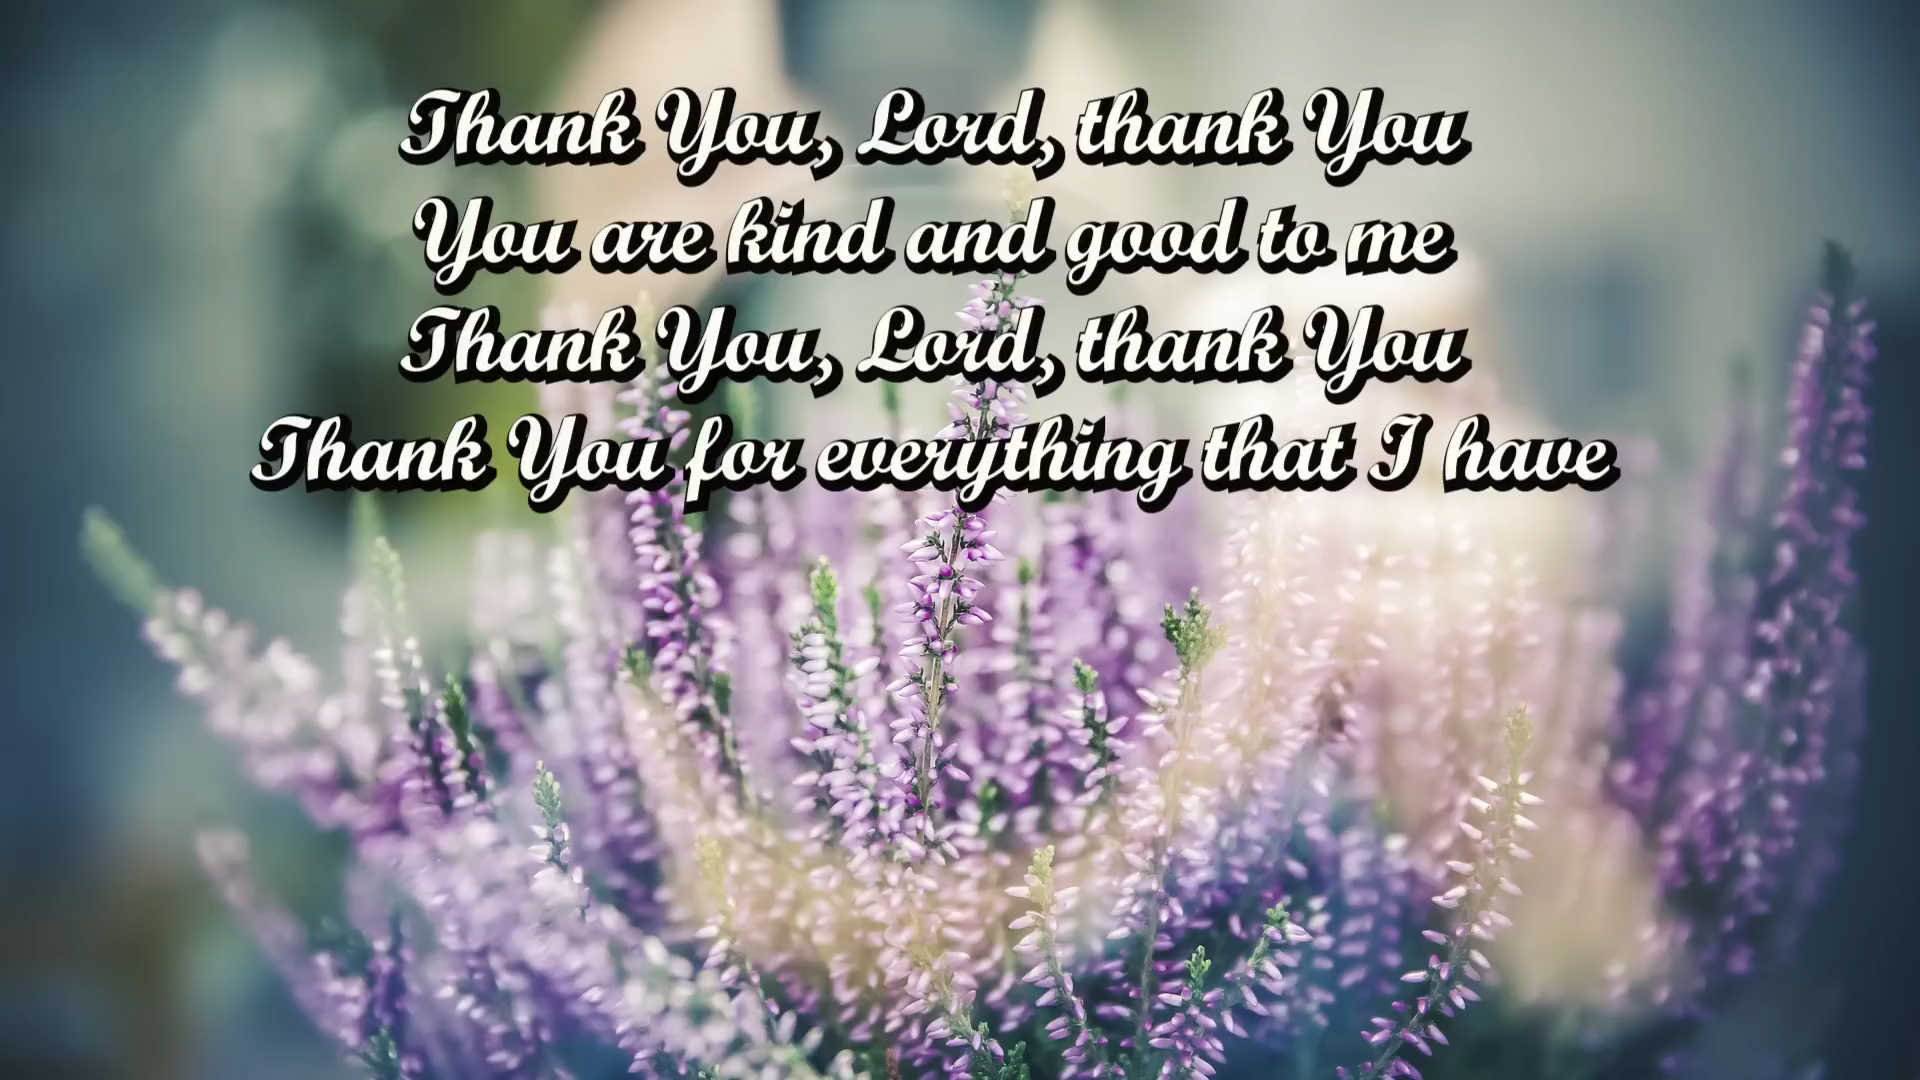 Thank You, Lord, thank You
You are kind and good to me
Thank You, Lord, thank You
Thank You for everything that I have